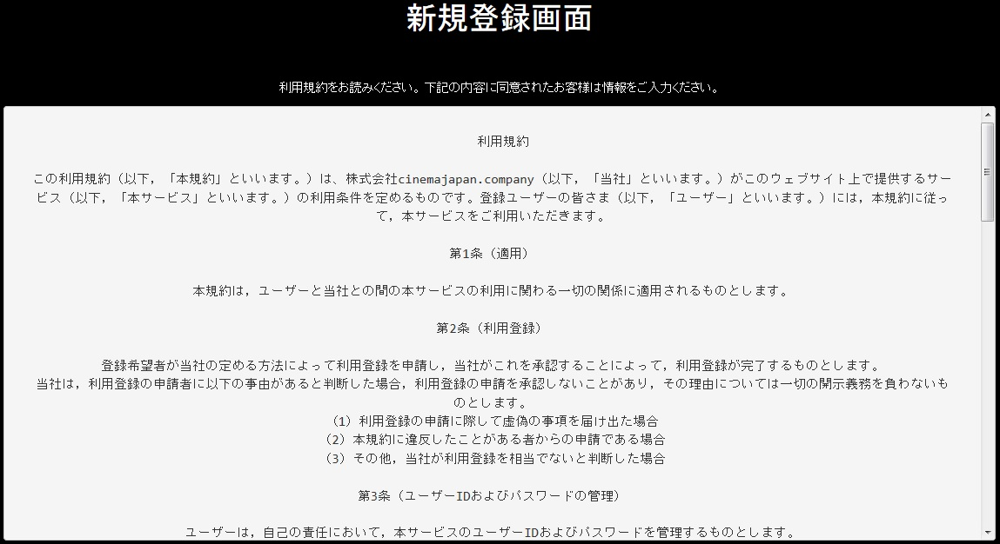 新規登録画面
利用規約をお読みください。下記の内容に同意されたお客様は情報をご入力ください。
利用規約
この利用規約（以下，「本規約」といいます。）は、株式会社cinemajapan.company（以下，「当社」といいます。）がこのウェブサイト上で提供するサー
ビス（以下，「本サービス」といいます。）の利用条件を定めるものです。登録ユーザーの皆さま（以下，「ユーザー」といいます。）には，本規約に従っ
て，本サービスをご利用いただきます。
第1条（適用）
本規約は，ユーザーと当社との間の本サービスの利用に関わる一切の関係に適用されるものとします。
第2条（利用登録）
登録希望者が当社の定める方法によって利用登録を申請し，当社がこれを承認することによって，利用登録が完了するものとします。
当社は，利用登録の申請者に以下の事由があると判断した場合，利用登録の申請を承認しないことがあり，その理由については一切の開示義務を負わないも
のとします。
（1）利用登録の申請に際して虚偽の事項を届け出た場合
（2）本規約に違反したことがある者からの申請である場合
（3）その他，当社が利用登録を相当でないと判断した場合
第3条（ユーザーIDおよびパスワードの管理）
ユーザーは，自己の責任において，本サービスのユーザーIDおよびパスワードを管理するものとします。